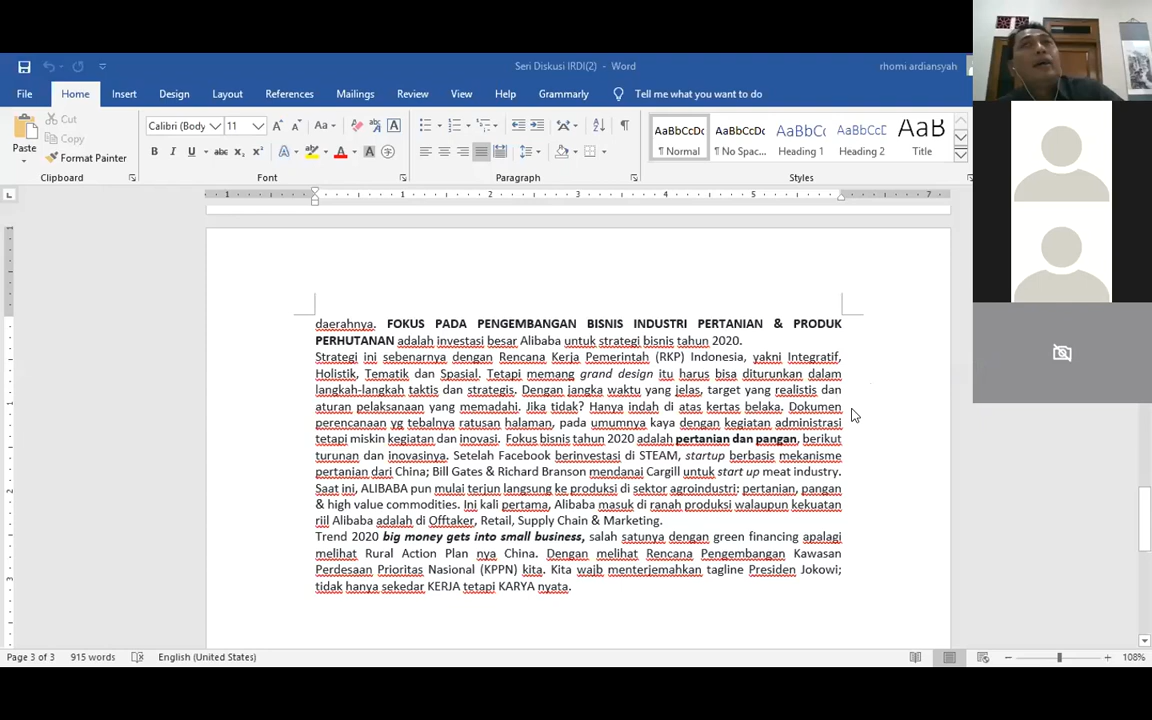 Seri Diskusi IRDI(2) - Word
rhomi ardiansyah
File Home Insert Design Layout References Mailings Review View Help Grammarly Tell me what you want to do
Paste
Cut
Copy
Format Painter
Clipboard
Calibri (Body) 11
Font
Paragraph
AaBbCcDc AaBbCcDc AaBbCc AaBbCcD AaB
¶ Normal ¶ No Spac... Heading 1 Heading 2 Title
Styles
1 1 2 3 4 5 6 7
daerahnya. FOKUS PADA PENGEMBANGAN BISNIS INDUSTRI PERTANIAN & PRODUK
PERHUTANAN adalah investasi besar Alibaba untuk strategi bisnis tahun 2020.
Strategi ini sebenarnya dengan Rencana Kerja Pemerintah (RKP) Indonesia, yakni Integratif,
Holistik, Tematik dan Spasial. Tetapi memang grand design itu harus bisa diturunkan dalam
langkah-langkah taktis dan strategis. Dengan jangka waktu yang jelas, target yang realistis dan
aturan pelaksanaan yang memadahi. Jika tidak? Hanya indah di atas kertas belaka. Dokumen
perencanaan yg tebalnya ratusan halaman, pada umumnya kaya dengan kegiatan administrasi
tetapi miskin kegiatan dan inovasi. Fokus bisnis tahun 2020 adalah pertanian dan pangan, berikut
turunan dan inovasinya. Setelah Facebook berinvestasi di STEAM, startup berbasis mekanisme
pertanian dari China; Bill Gates & Richard Branson mendanai Cargill untuk start up meat industry.
Saat ini, ALIBABA pun mulai terjun langsung ke produksi di sektor agroindustri: pertanian, pangan
& high value commodities. Ini kali pertama, Alibaba masuk di ranah produksi walaupun kekuatan
riil Alibaba adalah di Offtaker, Retail, Supply Chain & Marketing.
Trend 2020 big money gets into small business, salah satunya dengan green financing apalagi
melihat Rural Action Plan nya China. Dengan melihat Rencana Pengembangan Kawasan
Perdesaan Prioritas Nasional (KPPN) kita. Kita wajb menterjemahkan tagline Presiden Jokowi;
tidak hanya sekedar KERJA tetapi KARYA nyata.
Page 3 of 3 915 words English (United States) 108%